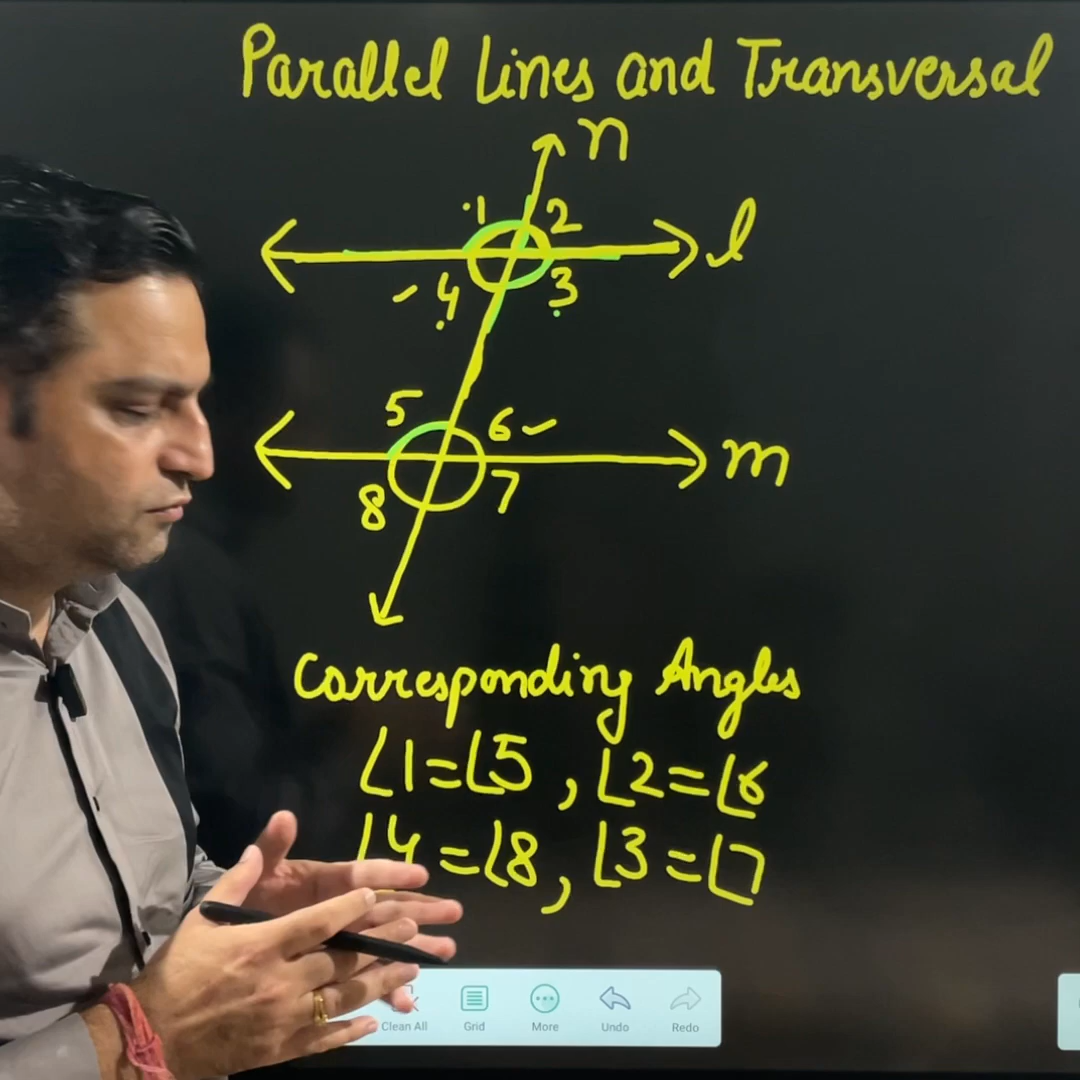 Parallel Lines and Transversal
n
1 2
l
4 3
5 6
m
8 7
Corresponding Angles
∠1=∠5, ∠2=∠6
∠4=∠8, ∠3=∠7
Clean All Grid More Undo Redo